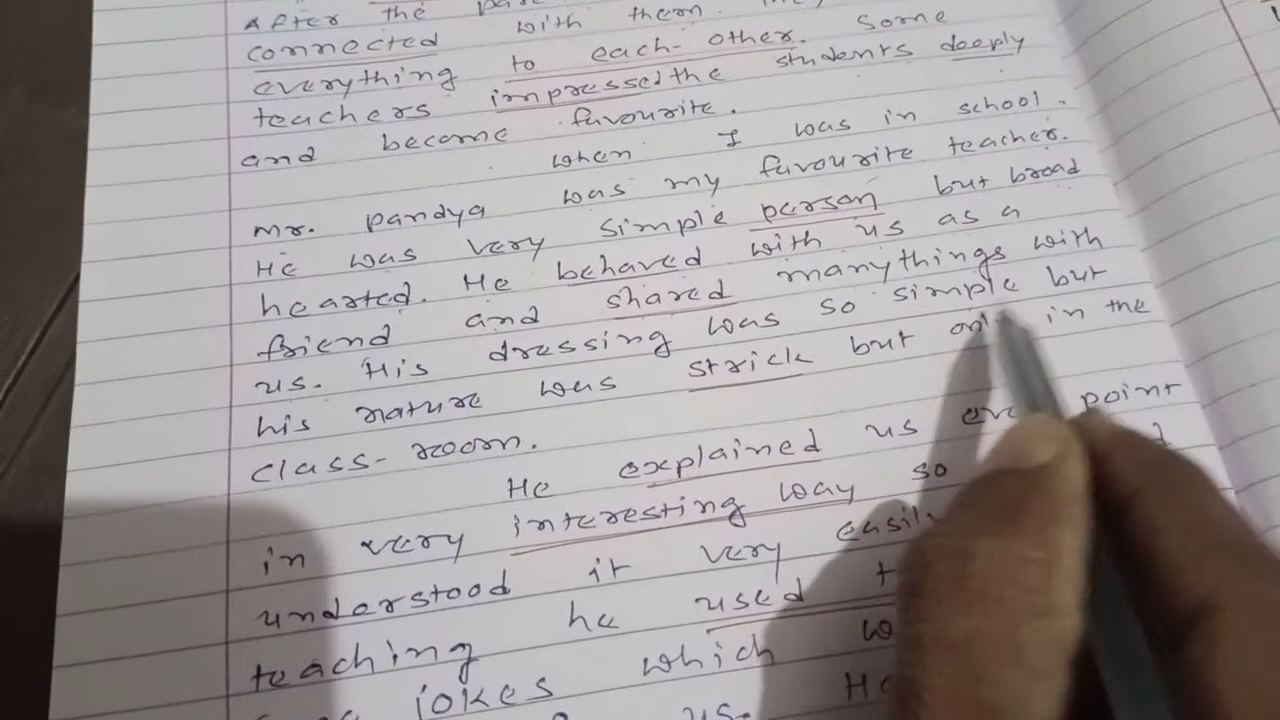 After the
connected with them.
everything to each-other. Some
teachers impressed the students deeply
and become favourite.
when I was in school.
Mr. pandya was my favourite teacher.
He was very simple person but broad
hearted. He behaved with us as a
friend and shared many things with
us. His dressing was so simple but
his nature was strick but in the
class-room.
He explained us point
in very interesting way so
understood it very
teaching he used
jokes which
us. He